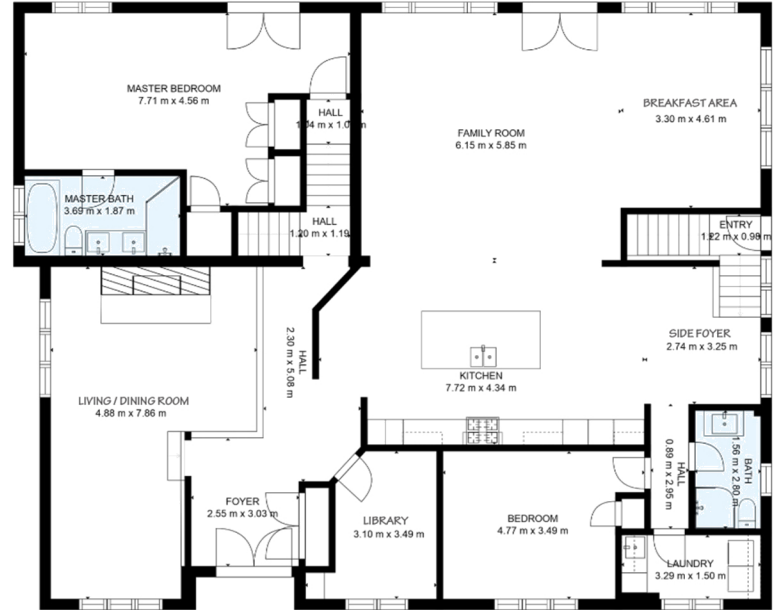 MASTER BEDROOM
7.71 m x 4.56 m
HALL
FAMILY ROOM
6.15 m x 5.85 m
BREAKFAST AREA
3.30 m x 4.61 m
MASTER BATH
3.69 m x 1.87 m
HALL
1.20 m x 1.19
ENTRY
1.22 m x 0.98 m
HALL
2.30 m x 5.08 m
SIDE FOYER
2.74 m x 3.25 m
KITCHEN
7.72 m x 4.34 m
LIVING / DINING ROOM
4.88 m x 7.86 m
HALL
0.89 m x 2.95 m
BATH
1.56 m x 2.80 m
FOYER
2.55 m x 3.03 m
LIBRARY
3.10 m x 3.49 m
BEDROOM
4.77 m x 3.49 m
LAUNDRY
3.29 m x 1.50 m